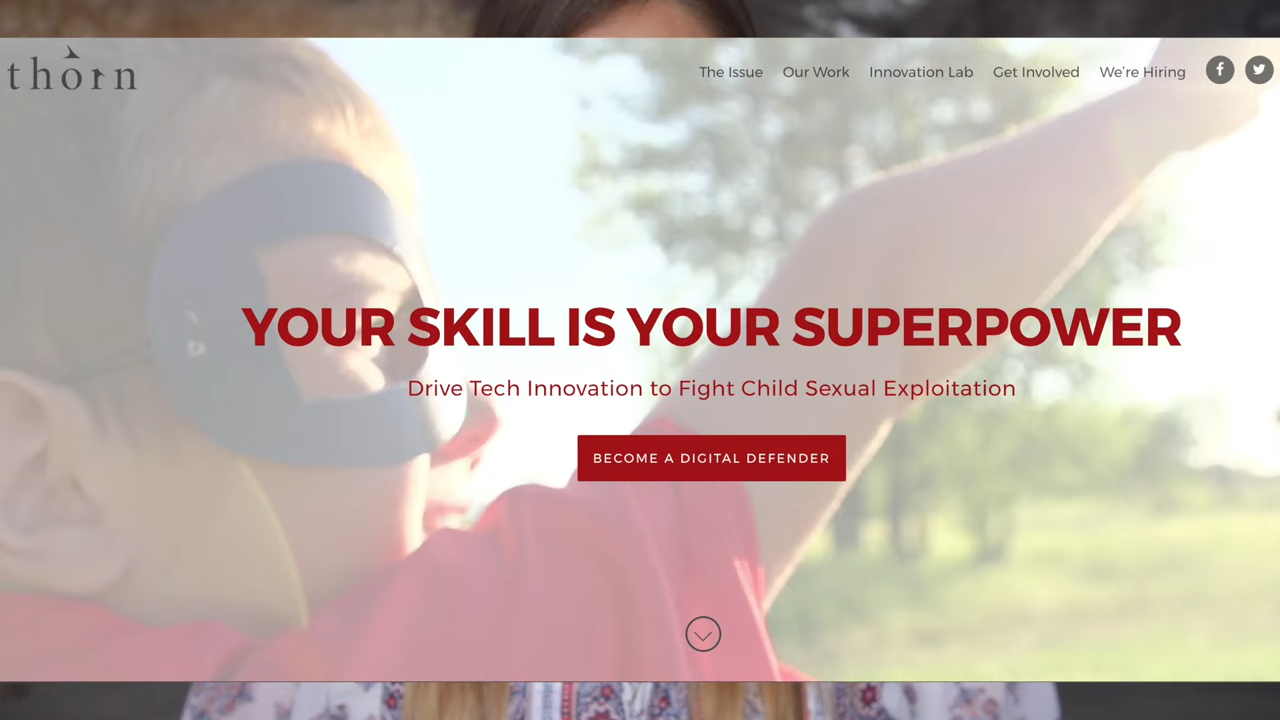 thorn
The Issue Our Work Innovation Lab Get Involved We're Hiring
YOUR SKILL IS YOUR SUPERPOWER
Drive Tech Innovation to Fight Child Sexual Exploitation
BECOME A DIGITAL DEFENDER